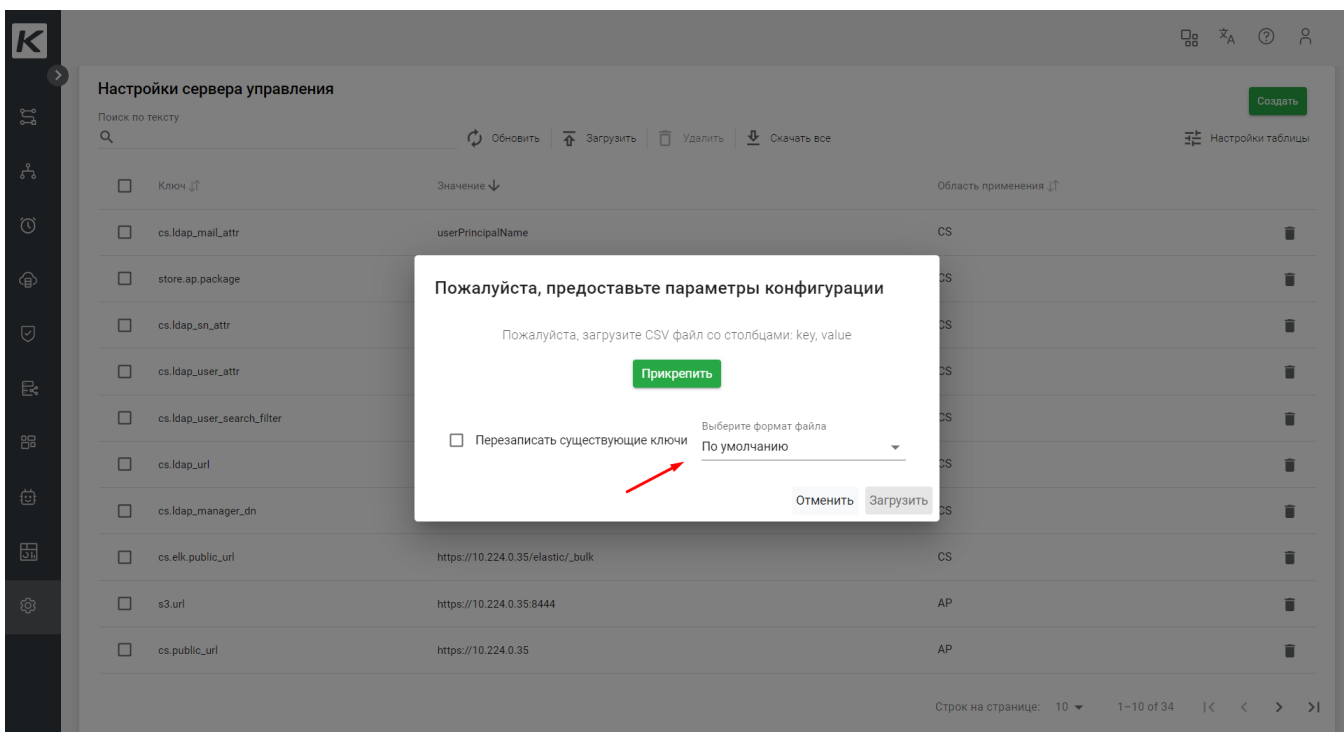 K
Настройки сервера управления
Создать
Поиск по тексту
Обновить Загрузить Удалить Скачать все
Настройки таблицы
Ключ Значение Область применения
cs.ldap_mail_attr userPrincipalName CS
store.ap.package CS
cs.ldap_sn_attr CS
cs.ldap_user_attr CS
cs.ldap_user_search_filter CS
cs.ldap_url CS
cs.ldap_manager_dn CS
Пожалуйста, предоставьте параметры конфигурации
Пожалуйста, загрузите CSV файл со столбцами: key, value
Прикрепить
Перезаписать существующие ключи
Выберите формат файла
По умолчанию
Отменить Загрузить
cs.elk.public_url https://10.224.0.35/elastic/_bulk CS
s3.url https://10.224.0.35:8444 AP
cs.public_url https://10.224.0.35 AP
Строк на странице: 10 1–10 of 34